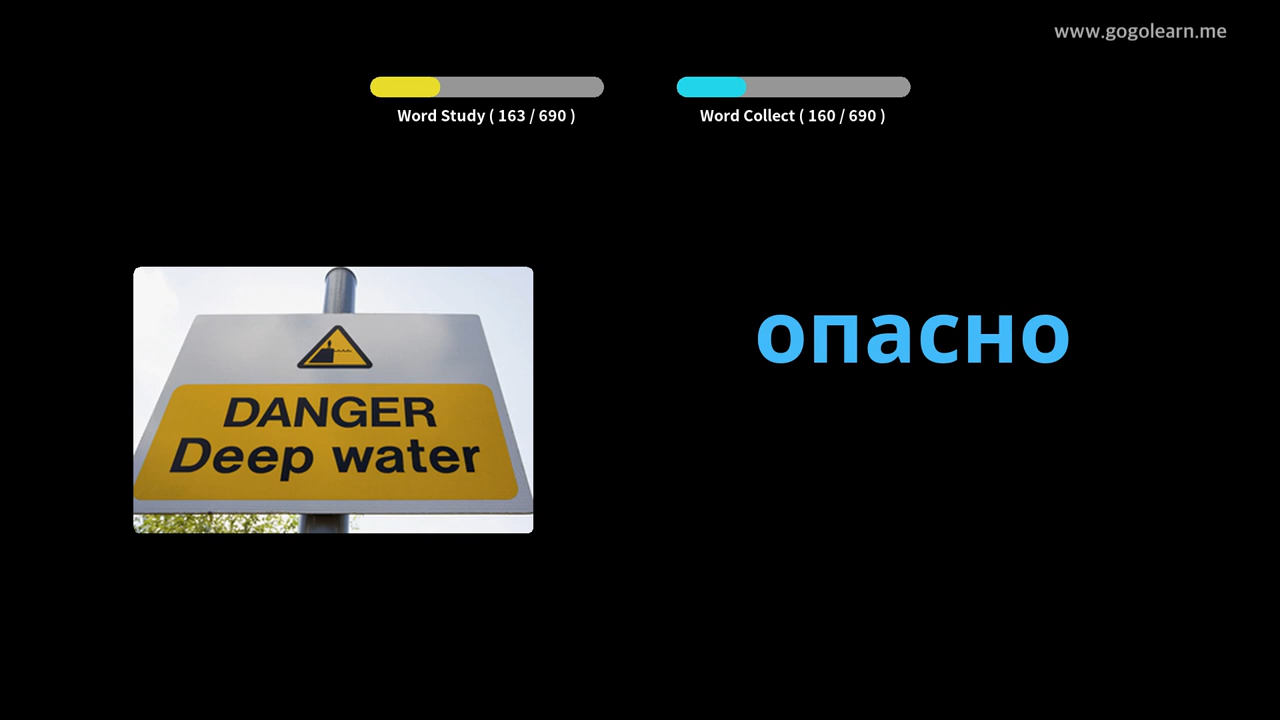 www.gogolearn.me
Word Study ( 163 / 690 )
Word Collect ( 160 / 690 )
DANGER
Deep water
опасно